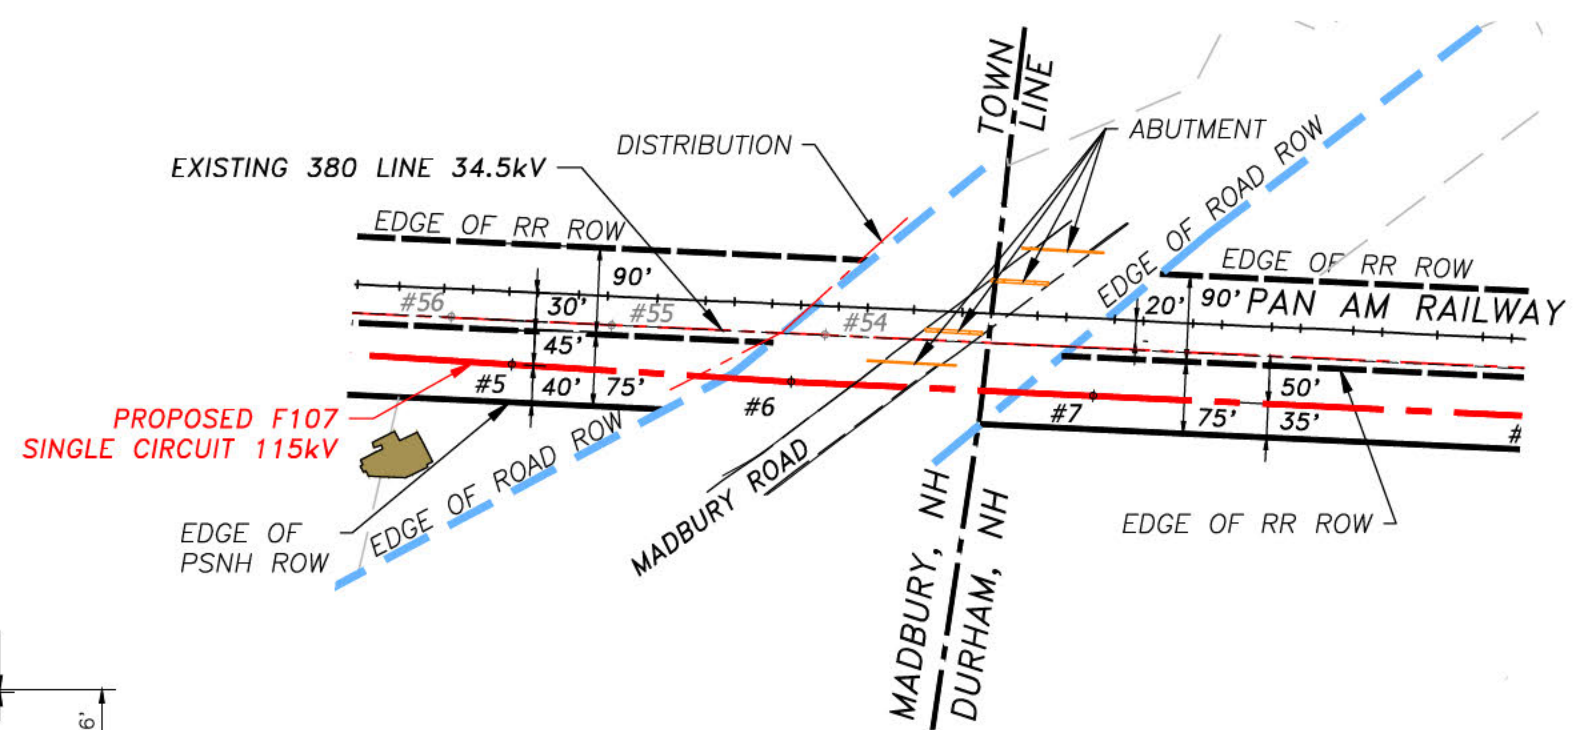 TOWN
LINE
ABUTMENT
DISTRIBUTION
EXISTING 380 LINE 34.5kV
EDGE OF ROAD ROW
EDGE OF RR ROW
EDGE OF RR ROW
90'
#56
30'
#55
#54
20'
90'
PAN AM RAILWAY
45'
#5
40'
75'
#6
#7
50'
75'
35'
#
PROPOSED F107
SINGLE CIRCUIT 115kV
EDGE OF ROAD ROW
MADBURY ROAD
EDGE OF
PSNH ROW
EDGE OF RR ROW
MADBURY, NH
DURHAM, NH
6'